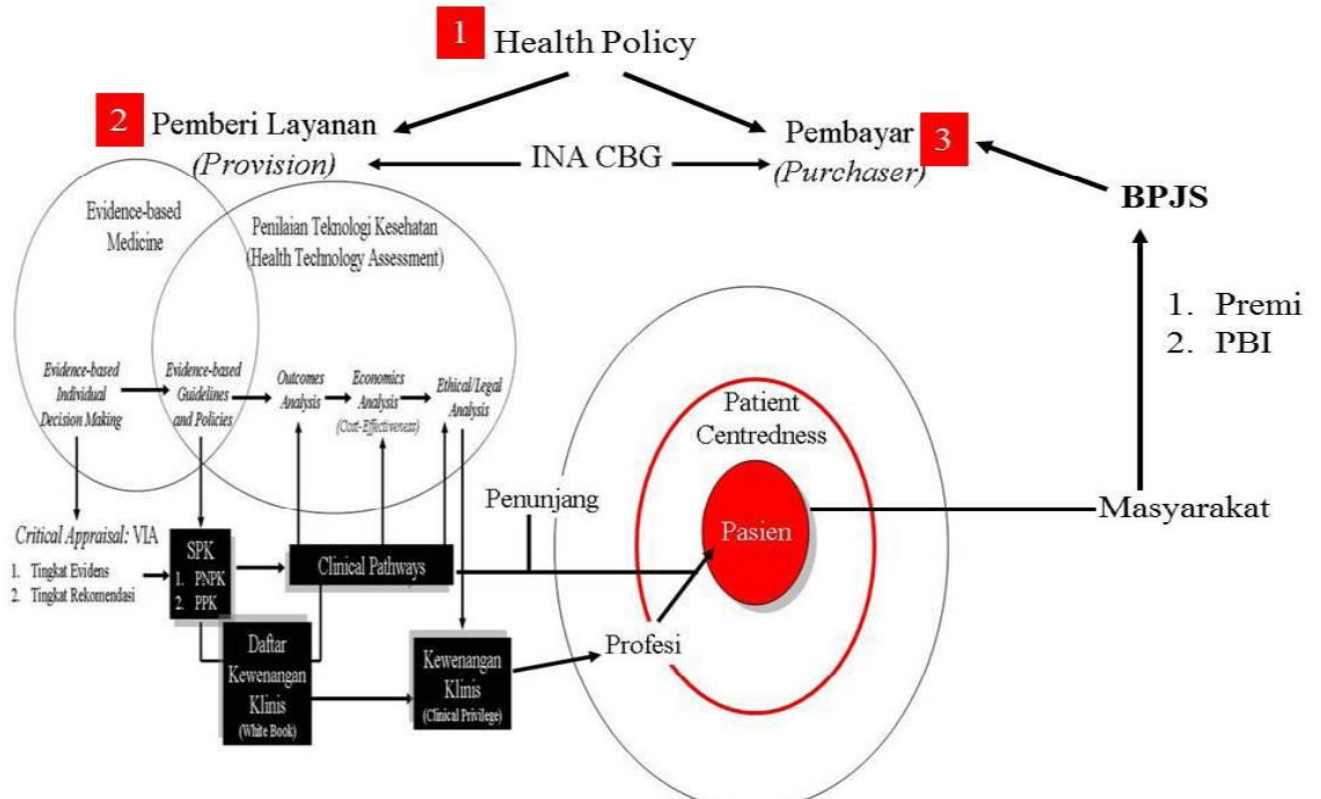 1 Health Policy
2 Pemberi Layanan
(Provision)
INA CBG
Pembayar 3
(Purchaser)
BPJS
1. Premi
2. PBI
Masyarakat
Evidence-based
Medicine
Penilaian Teknologi Kesehatan
(Health Technology Assessment)
Evidence-based
Individual
Decision Making
Evidence-based
Guidelines
and Policies
Outcomes
Analysis
Economics
Analysis
(Cost-Effectiveness)
Ethical/Legal
Analysis
Critical Appraisal: VIA
1. Tingkat Evidens
2. Tingkat Rekomendasi
SPK
1. PNPK
2. PPK
Clinical Pathways
Penunjang
Daftar
Kewenangan
Klinis
(White Book)
Kewenangan
Klinis
(Clinical Privilege)
Profesi
Patient
Centredness
Pasien